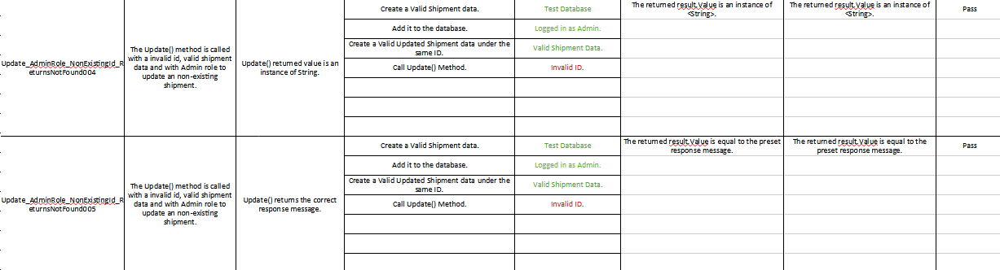 Create a Valid Shipment data.
Test Database
The returned result.Value is an instance of
<String>.
The returned result.Value is an instance of
<String>.
Pass
Add it to the database.
Logged in as Admin.
Create a Valid Updated Shipment data under the
same ID.
Valid Shipment Data.
Call Update() Method.
Invalid ID.
Update_AdminRole_NonExistingId_R
eturnsNotFound004
The Update() method is called
with a invalid id, valid shipment
data and with Admin role to
update an non-existing
shipment.
Update() returned value is an
instance of String.
Create a Valid Shipment data.
Test Database
The returned result.Value is equal to the preset
response message.
The returned result.Value is equal to the
preset response message.
Pass
Add it to the database.
Logged in as Admin.
Create a Valid Updated Shipment data under the
same ID.
Valid Shipment Data.
Call Update() Method.
Invalid ID.
Update_AdminRole_NonExistingId_R
eturnsNotFound005
The Update() method is called
with a invalid id, valid shipment
data and with Admin role to
update an non-existing
shipment.
Update() returns the correct
response message.